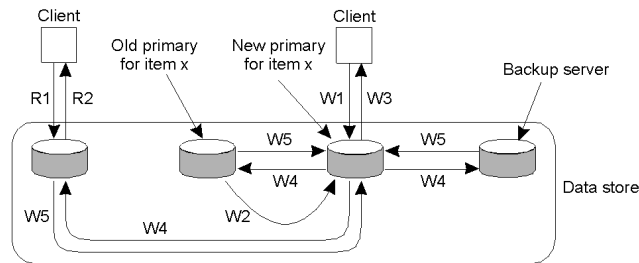 Client
Client
Old primary
for item x
New primary
for item x
Backup server
R1
R2
W1
W3
W5
W5
W4
W4
W5
W4
W2
Data store